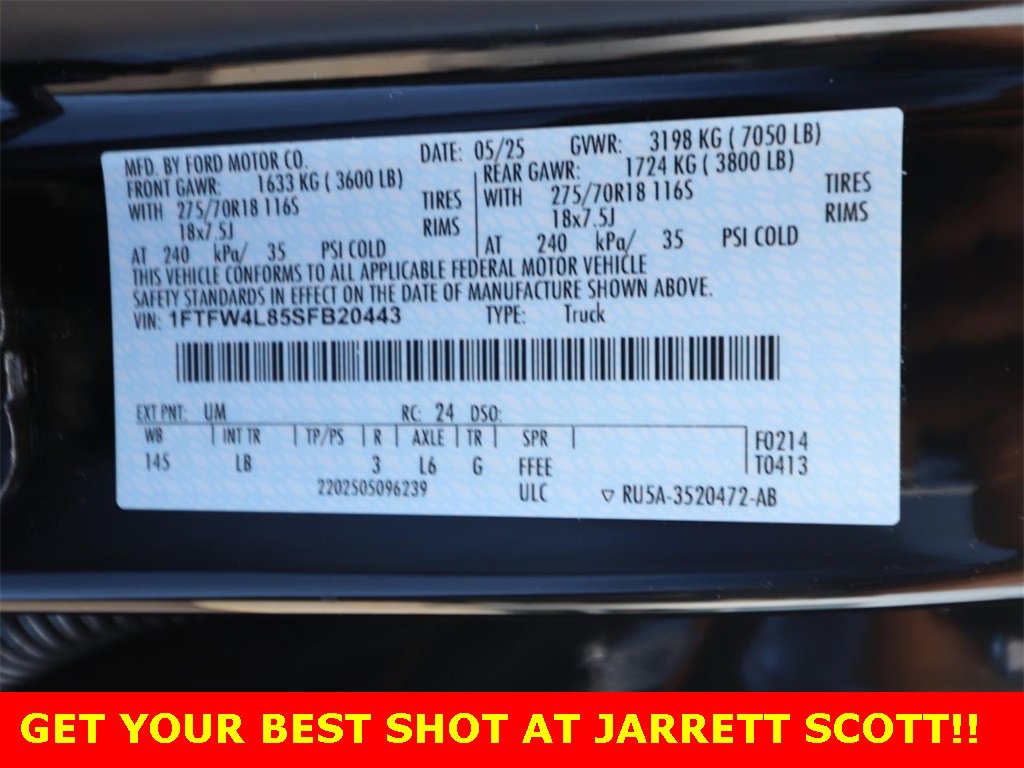 MFD. BY FORD MOTOR CO. DATE: 05/25 GVWR: 3198 KG ( 7050 LB)
FRONT GAWR: 1633 KG ( 3600 LB) REAR GAWR: 1724 KG ( 3800 LB)
WITH 275/70R18 116S TIRES WITH 275/70R18 116S TIRES
18x7.5J RIMS 18x7.5J RIMS
AT 240 kPa/ 35 PSI COLD AT 240 kPa/ 35 PSI COLD
THIS VEHICLE CONFORMS TO ALL APPLICABLE FEDERAL MOTOR VEHICLE
SAFETY STANDARDS IN EFFECT ON THE DATE OF MANUFACTURE SHOWN ABOVE.
VIN: 1FTFW4L85SFB20443 TYPE: Truck
EXT PNT: UM RC: 24 DSO:
WB INT TR TP/PS R AXLE TR SPR F0214
145 LB 3 L6 G FFEE T0413
2202505096239 ULC ▽ RU5A-3520472-AB
GET YOUR BEST SHOT AT JARRETT SCOTT!!